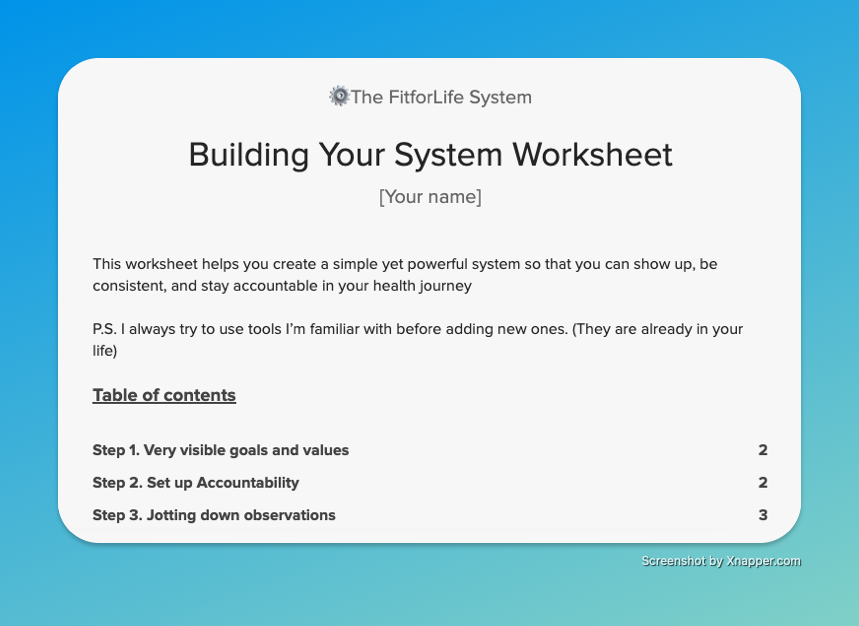 The FitforLife System
Building Your System Worksheet
[Your name]
This worksheet helps you create a simple yet powerful system so that you can show up, be
consistent, and stay accountable in your health journey
P.S. I always try to use tools I’m familiar with before adding new ones. (They are already in your
life)
Table of contents
Step 1. Very visible goals and values 2
Step 2. Set up Accountability 2
Step 3. Jotting down observations 3
Screenshot by Xnapper.com